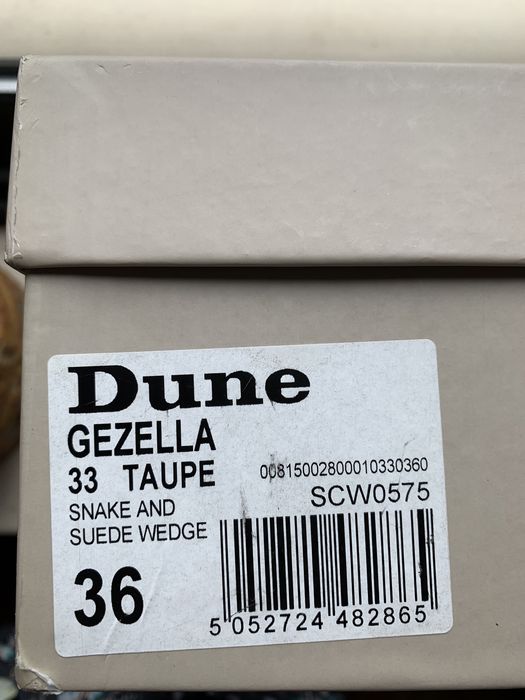 Dune
GEZELLA
33 TAUPE
00815002800010330360
SNAKE AND
SCW0575
SUEDE WEDGE
36
5 052724 482865